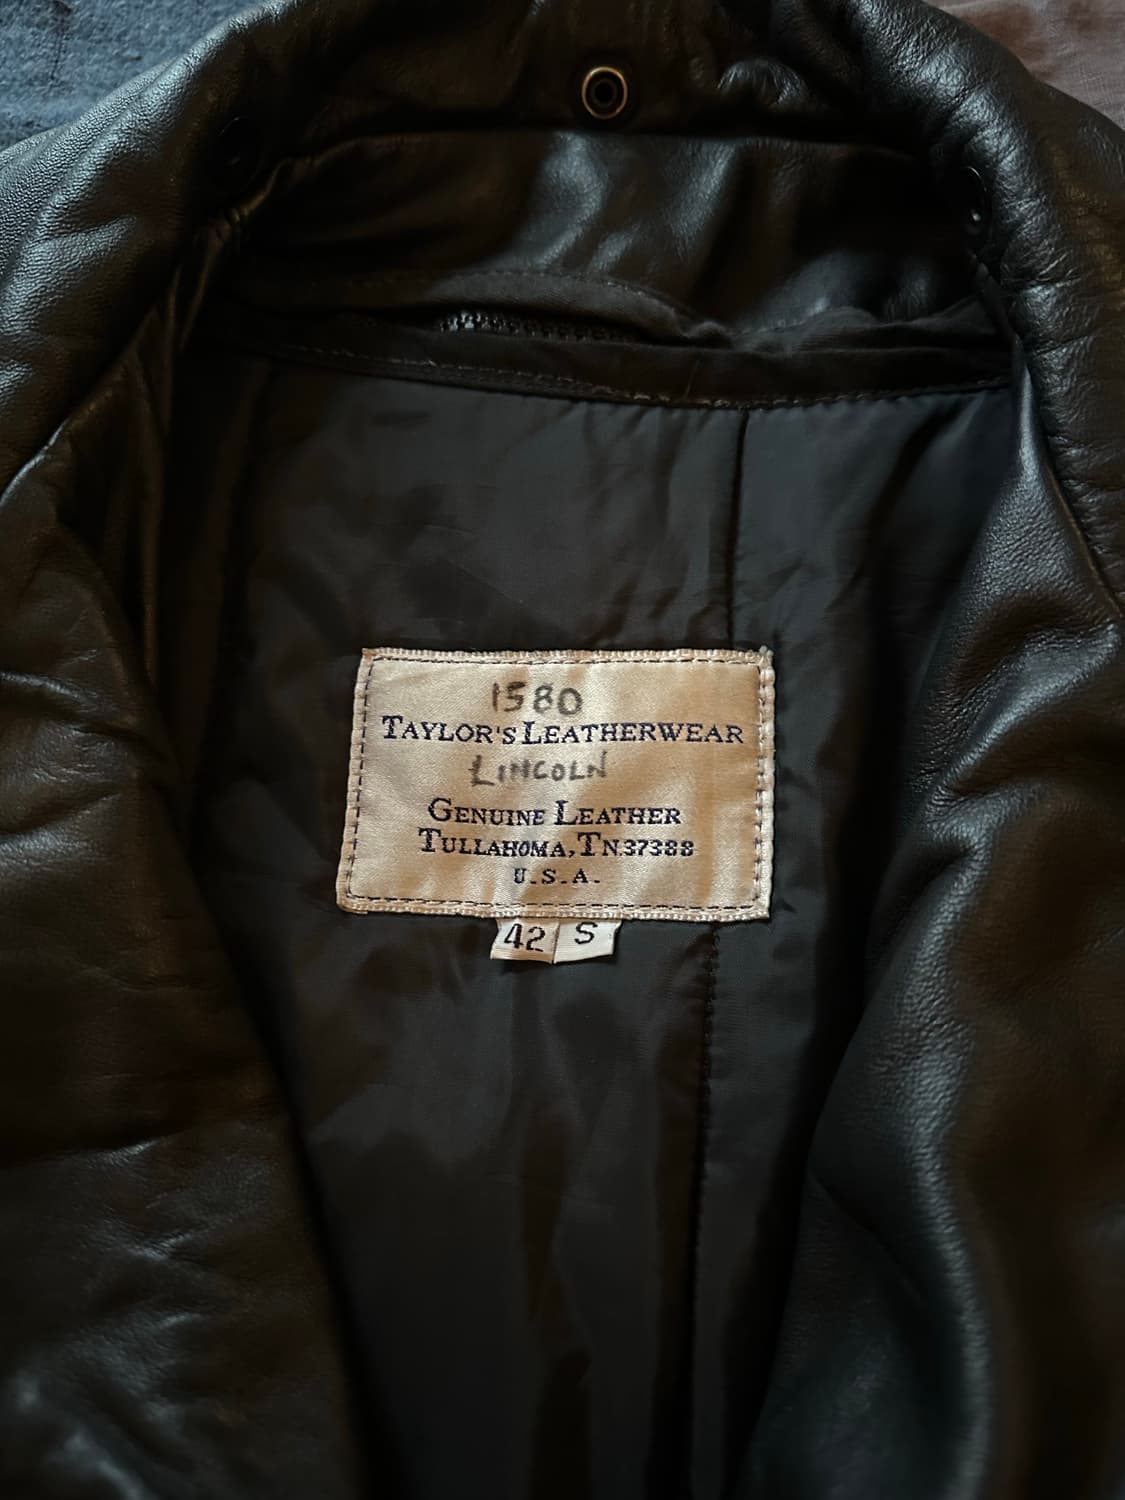 1580
TAYLOR'S LEATHERWEAR
LINCOLN
GENUINE LEATHER
TULLAHOMA, TN.37388
U.S.A.
42 S